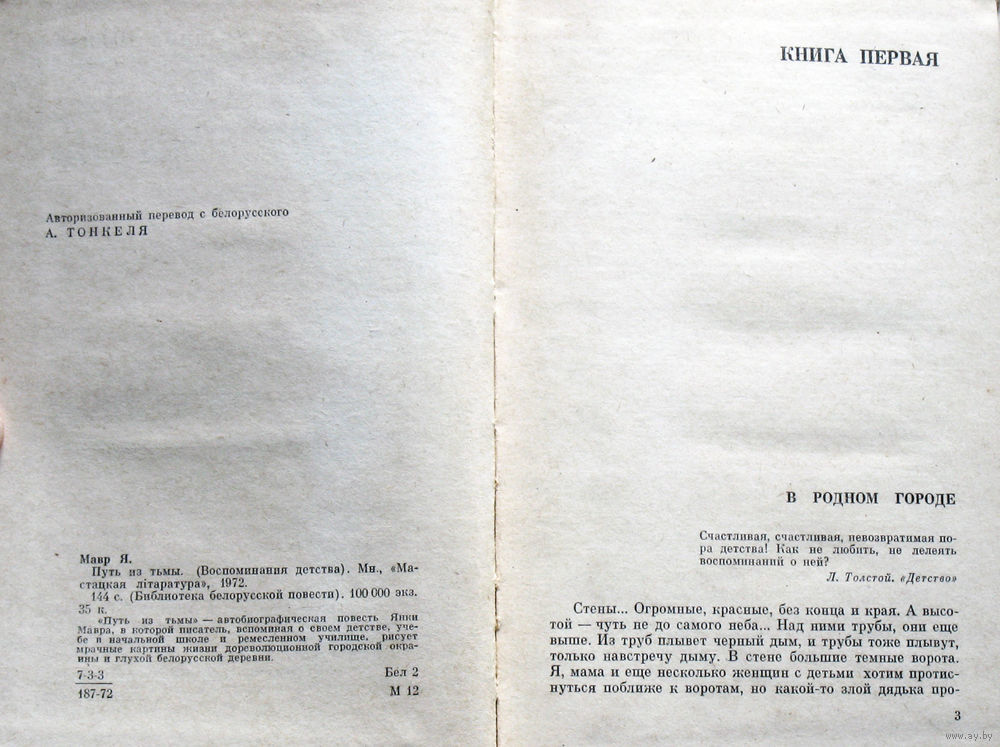 Авторизованный перевод с белорусского
А. ТОНКЕЛЯ
Мавр Я.
Путь из тьмы. (Воспоминания детства). Мн., «Ма-
стацкая літаратура», 1972.
144 с. (Библиотека белорусской повести). 100 000 экз.
35 к.
«Путь из тьмы» — автобиографическая повесть Янки
Мавра, в которой писатель, вспоминая о своем детстве, уче-
бе в начальной школе и ремесленном училище, рисует
мрачные картины жизни дореволюционной городской окра-
ины и глухой белорусской деревни.
7-3-3 Бел 2
187-72 М 12
КНИГА ПЕРВАЯ
В РОДНОМ ГОРОДЕ
Счастливая, счастливая, невозвратимая по-
ра детства! Как не любить, не лелеять
воспоминаний о ней?
Л. Толстой. «Детство»
Стены... Огромные, красные, без конца и края. А высо-
той — чуть не до самого неба... Над ними трубы, они еще
выше. Из труб плывет черный дым, и трубы тоже плывут,
только навстречу дыму. В стене большие темные ворота.
Я, мама и еще несколько женщин с детьми хотим протис-
нуться поближе к воротам, но какой-то злой дядька про-
3
www.ay.by